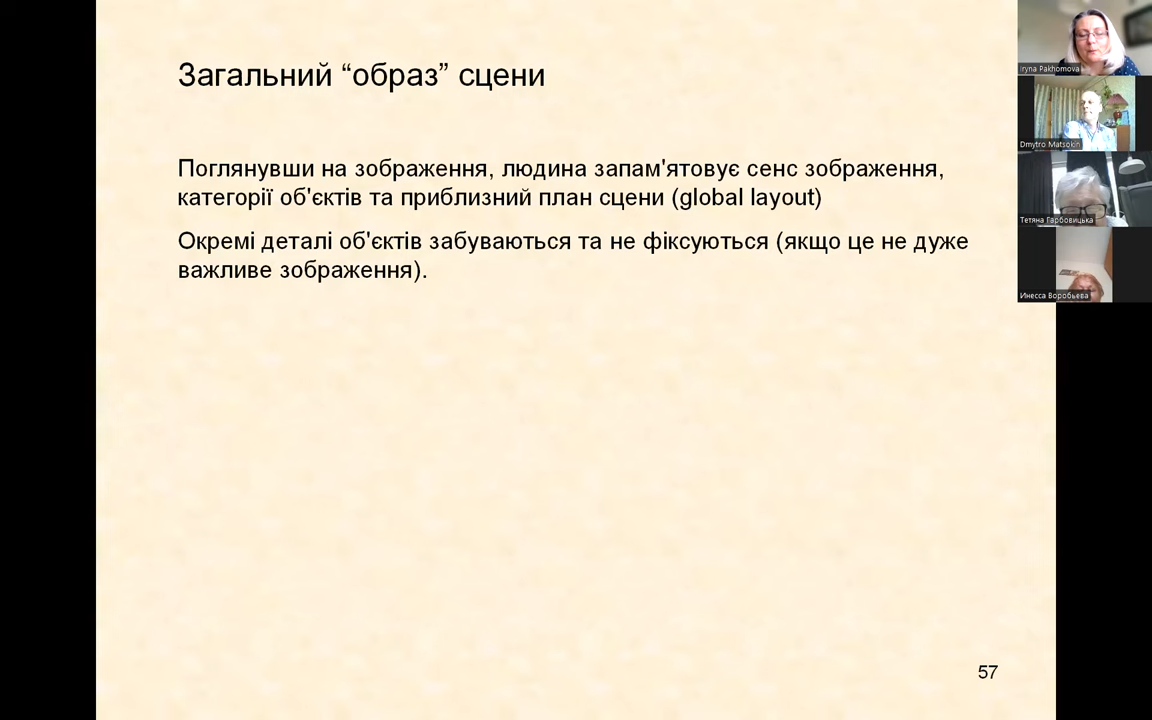 Загальний “образ” сцени
Поглянувши на зображення, людина запам'ятовує сенс зображення,
категорії об'єктів та приблизний план сцени (global layout)
Окремі деталі об'єктів забуваються та не фіксуються (якщо це не дуже
важливе зображення).
57
Iryna Pakhomova
Dmytro Matsokin
Тетяна Гарбовицька
Инесса Воробьева